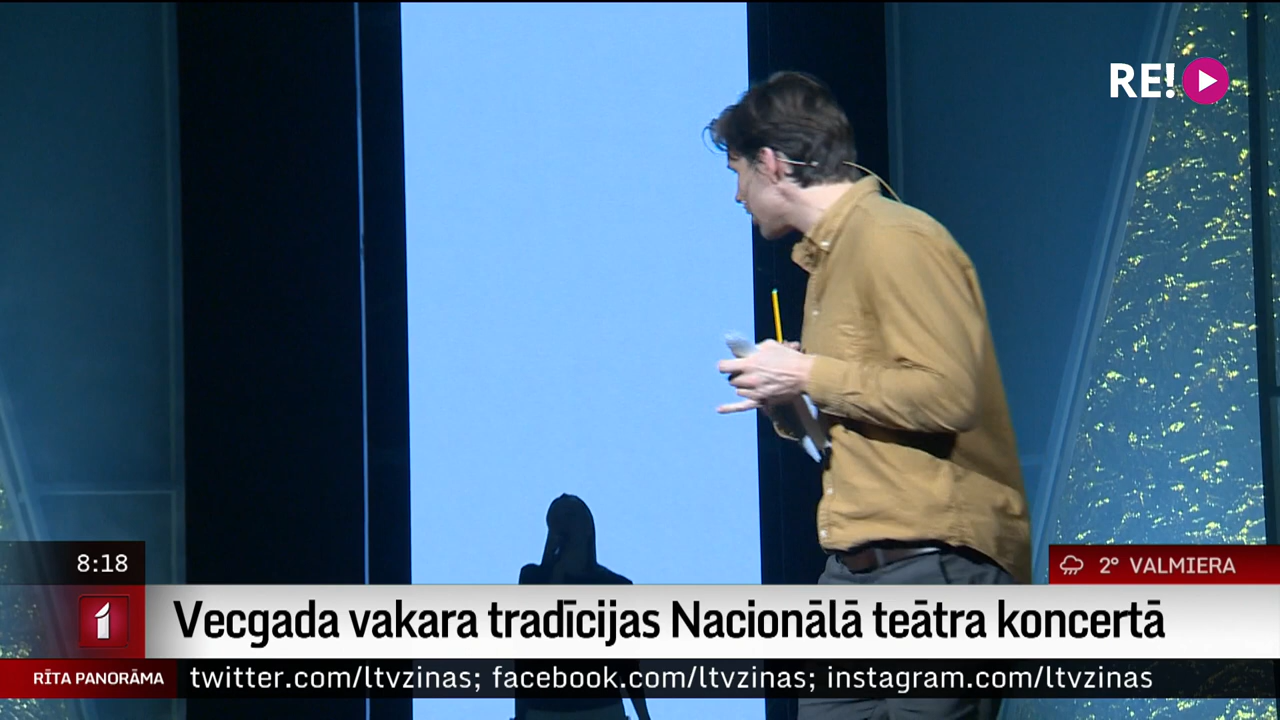 RE!
8:18
2° VALMIERA
1
Vecgada vakara tradīcijas Nacionālā teātra koncertā
RĪTA PANORĀMA
twitter.com/ltvzinas; facebook.com/ltvzinas; instagram.com/ltvzinas